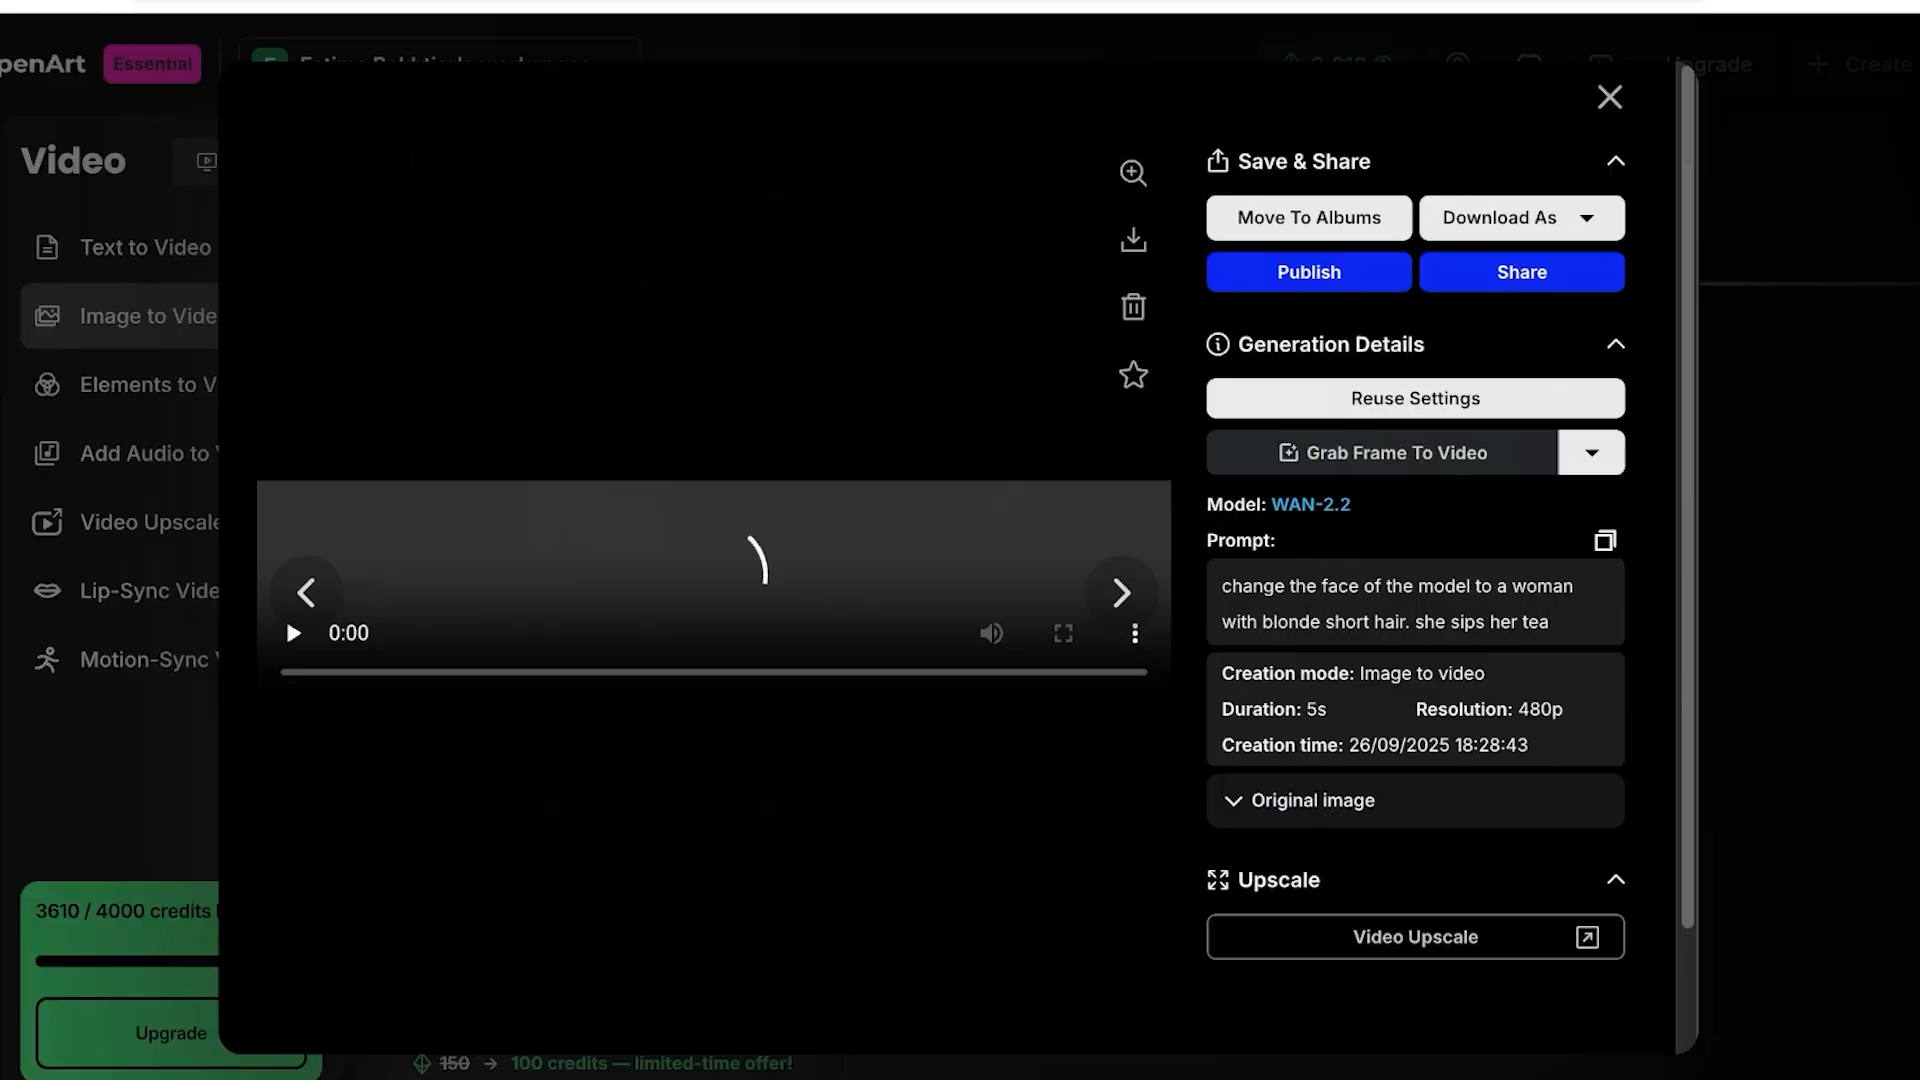 penArt
Essential
grade
Create
Video
Text to Video
Image to Vide
Elements to V
Add Audio to
Video Upscale
Lip-Sync Vide
Motion-Sync
3610 / 4000 credits
Upgrade
150 → 100 credits — limited-time offer!
0:00
Save & Share
Move To Albums
Download As
Publish
Share
Generation Details
Reuse Settings
Grab Frame To Video
Model: WAN-2.2
Prompt:
change the face of the model to a woman
with blonde short hair. she sips her tea
Creation mode: Image to video
Duration: 5s Resolution: 480p
Creation time: 26/09/2025 18:28:43
Original image
Upscale
Video Upscale